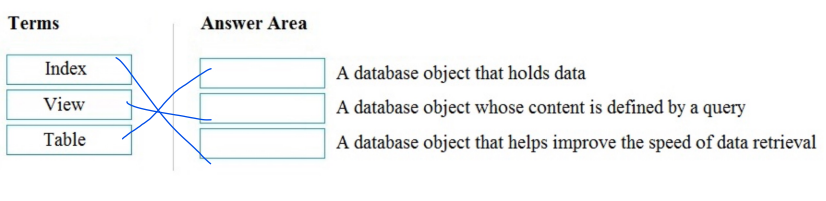 Terms
Answer Area
Index
A database object that holds data
View
A database object whose content is defined by a query
Table
A database object that helps improve the speed of data retrieval